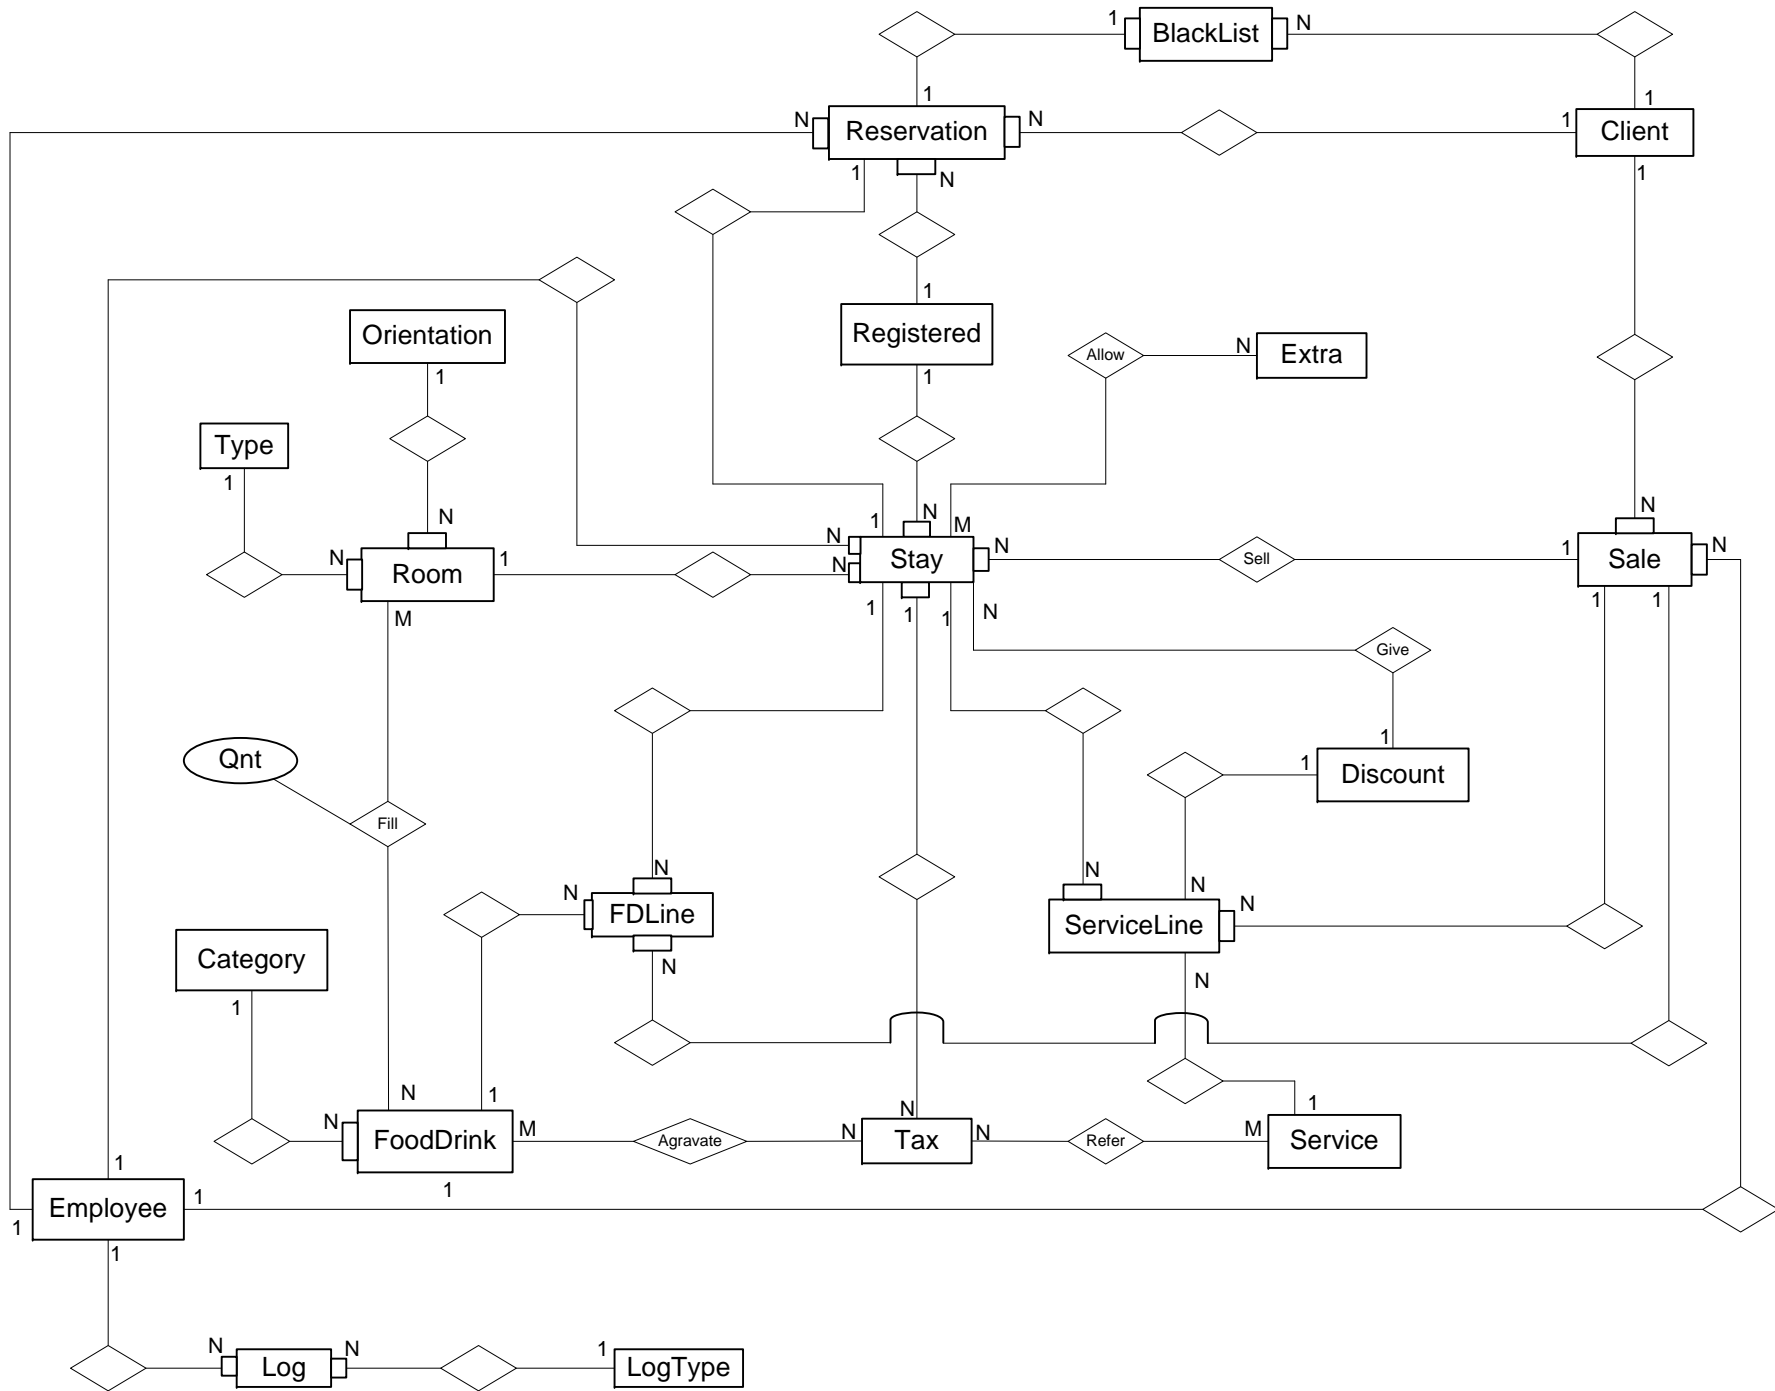 1 BlackList N
1 1
N Reservation N 1 Client
1 N 1
1
Orientation Registered Allow N Extra
1 1
Type
1
N N 1 N M N
N N Sell 1 Sale N
Room 1 N Stay
M 1 1 1 N 1 1
Give
1
Qnt 1 Discount
Fill
N N N
N FDLine ServiceLine N
Category N N
1
N 1 N 1
N FoodDrink M Agravate N Tax N Refer M Service
1 1
Employee 1
1 1
N Log N 1 LogType